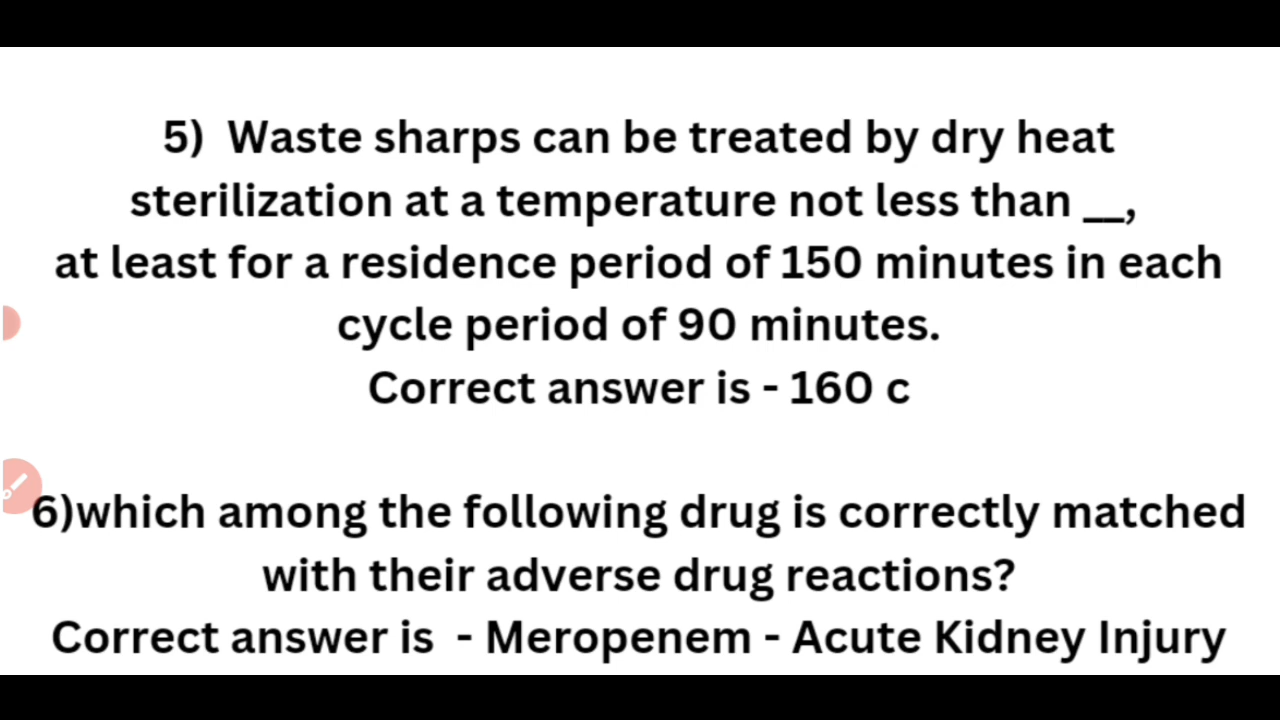 5) Waste sharps can be treated by dry heat
sterilization at a temperature not less than __,
at least for a residence period of 150 minutes in each
cycle period of 90 minutes.
Correct answer is - 160 c
6)which among the following drug is correctly matched
with their adverse drug reactions?
Correct answer is - Meropenem - Acute Kidney Injury